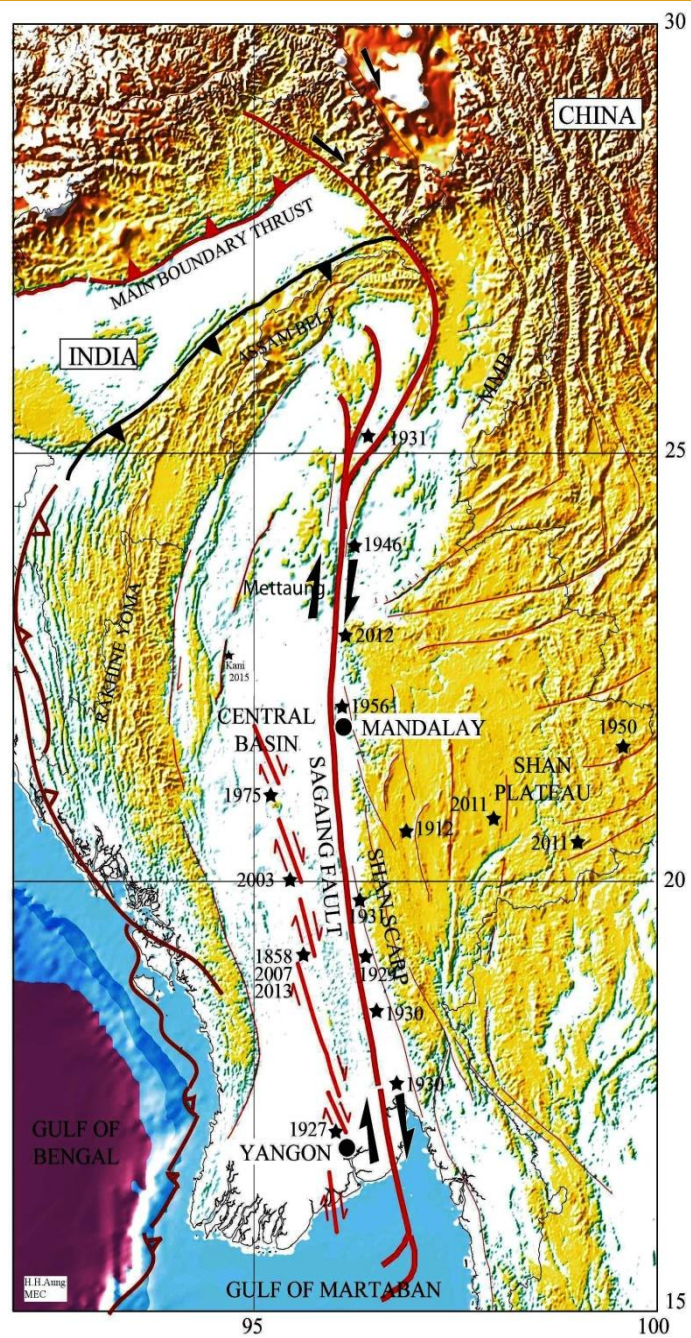 30
CHINA
MAIN BOUNDARY THRUST
ASSAM BELT
INDIA
MMB
1931
25
1946
Mettaung
2012
RAKHINE YOMA
Kani
2015
1956
CENTRAL
BASIN
MANDALAY
1950
SHAN
PLATEAU
SAGAING FAULT
1975
2011
1912
2011
SHAN SCARP
2003
20
1931
1858
2007
2013
1929
1930
1930
1927
YANGON
GULF OF
BENGAL
H.H.Aung
MEC
GULF OF MARTABAN
15
95
100